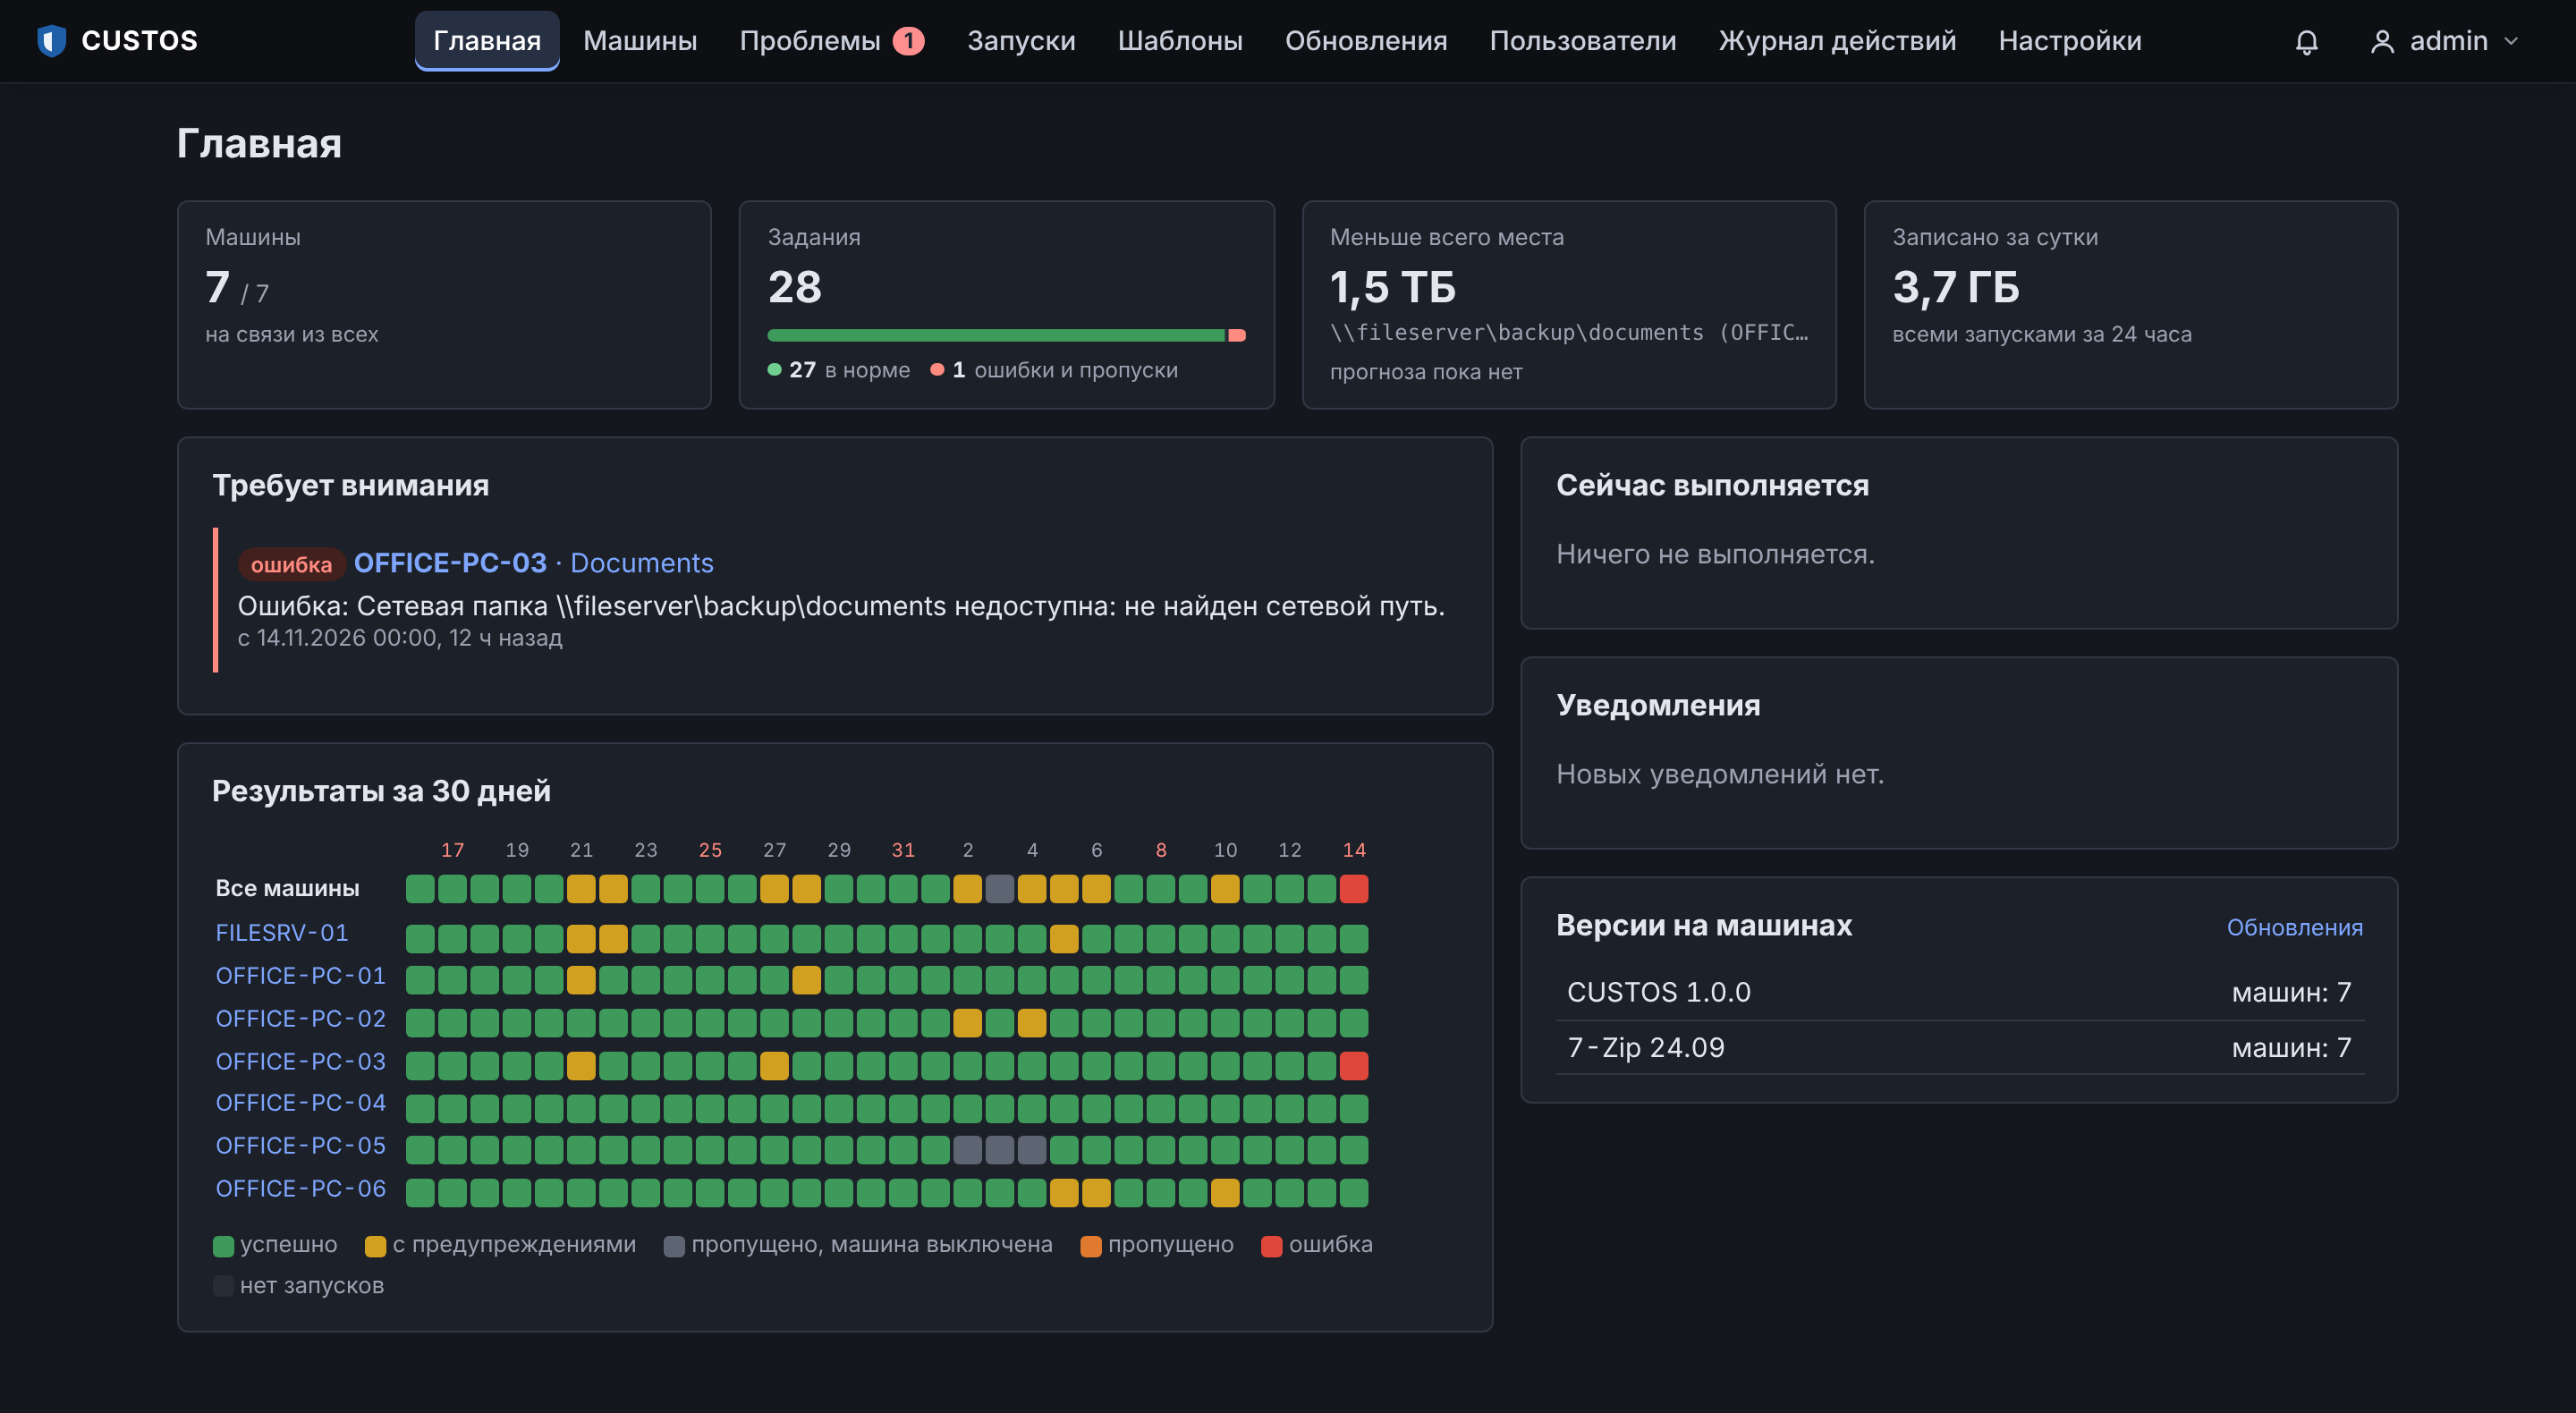 CUSTOS
Главная
Машины
Проблемы 1
Запуски
Шаблоны
Обновления
Пользователи
Журнал действий
Настройки
admin
Главная
Машины
7 / 7
на связи из всех
Задания
28
27 в норме 1 ошибки и пропуски
Меньше всего места
1,5 ТБ
\\fileserver\backup\documents (OFFIC…
прогноза пока нет
Записано за сутки
3,7 ГБ
всеми запусками за 24 часа
Требует внимания
ошибка OFFICE-PC-03 · Documents
Ошибка: Сетевая папка \\fileserver\backup\documents недоступна: не найден сетевой путь.
с 14.11.2026 00:00, 12 ч назад
Результаты за 30 дней
17 19 21 23 25 27 29 31 2 4 6 8 10 12 14
Все машины
FILESRV-01
OFFICE-PC-01
OFFICE-PC-02
OFFICE-PC-03
OFFICE-PC-04
OFFICE-PC-05
OFFICE-PC-06
успешно с предупреждениями пропущено, машина выключена пропущено ошибка
нет запусков
Сейчас выполняется
Ничего не выполняется.
Уведомления
Новых уведомлений нет.
Версии на машинах Обновления
CUSTOS 1.0.0 машин: 7
7-Zip 24.09 машин: 7